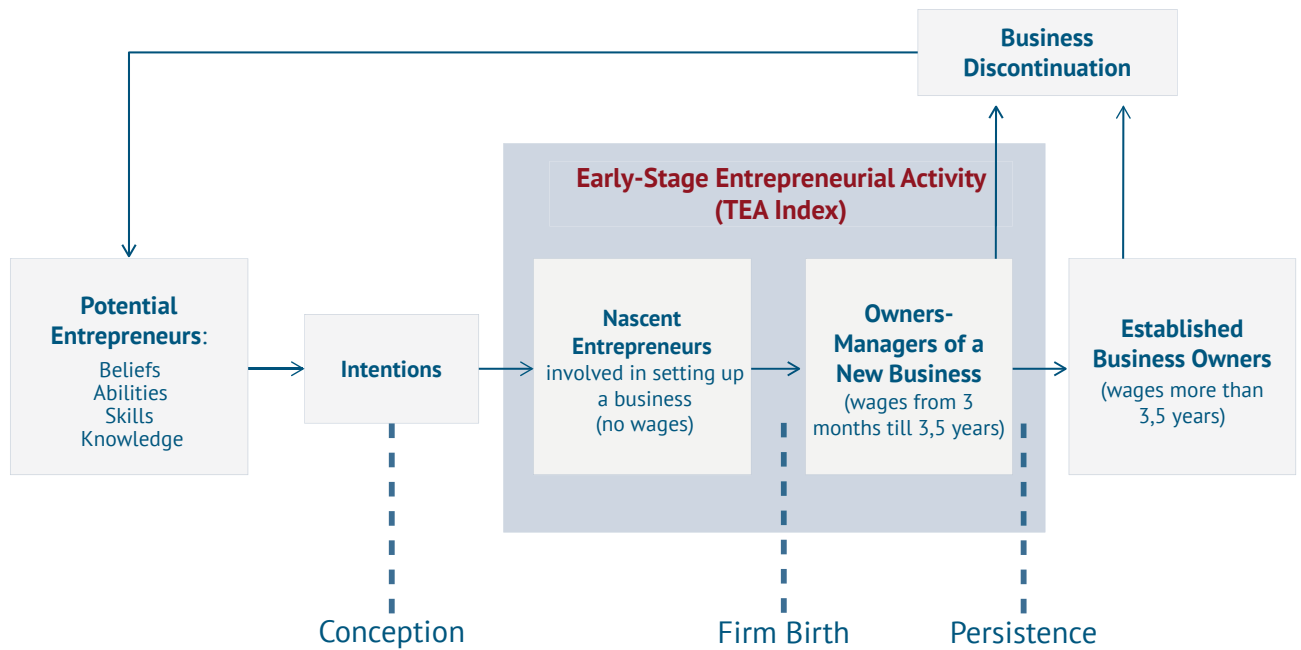 Business
Discontinuation
Early-Stage Entrepreneurial Activity
(TEA Index)
Potential
Entrepreneurs:
Beliefs
Abilities
Skills
Knowledge
Intentions
Nascent
Entrepreneurs
involved in setting up
a business
(no wages)
Owners-
Managers of a
New Business
(wages from 3
months till 3,5 years)
Established
Business Owners
(wages more than
3,5 years)
Conception
Firm Birth
Persistence